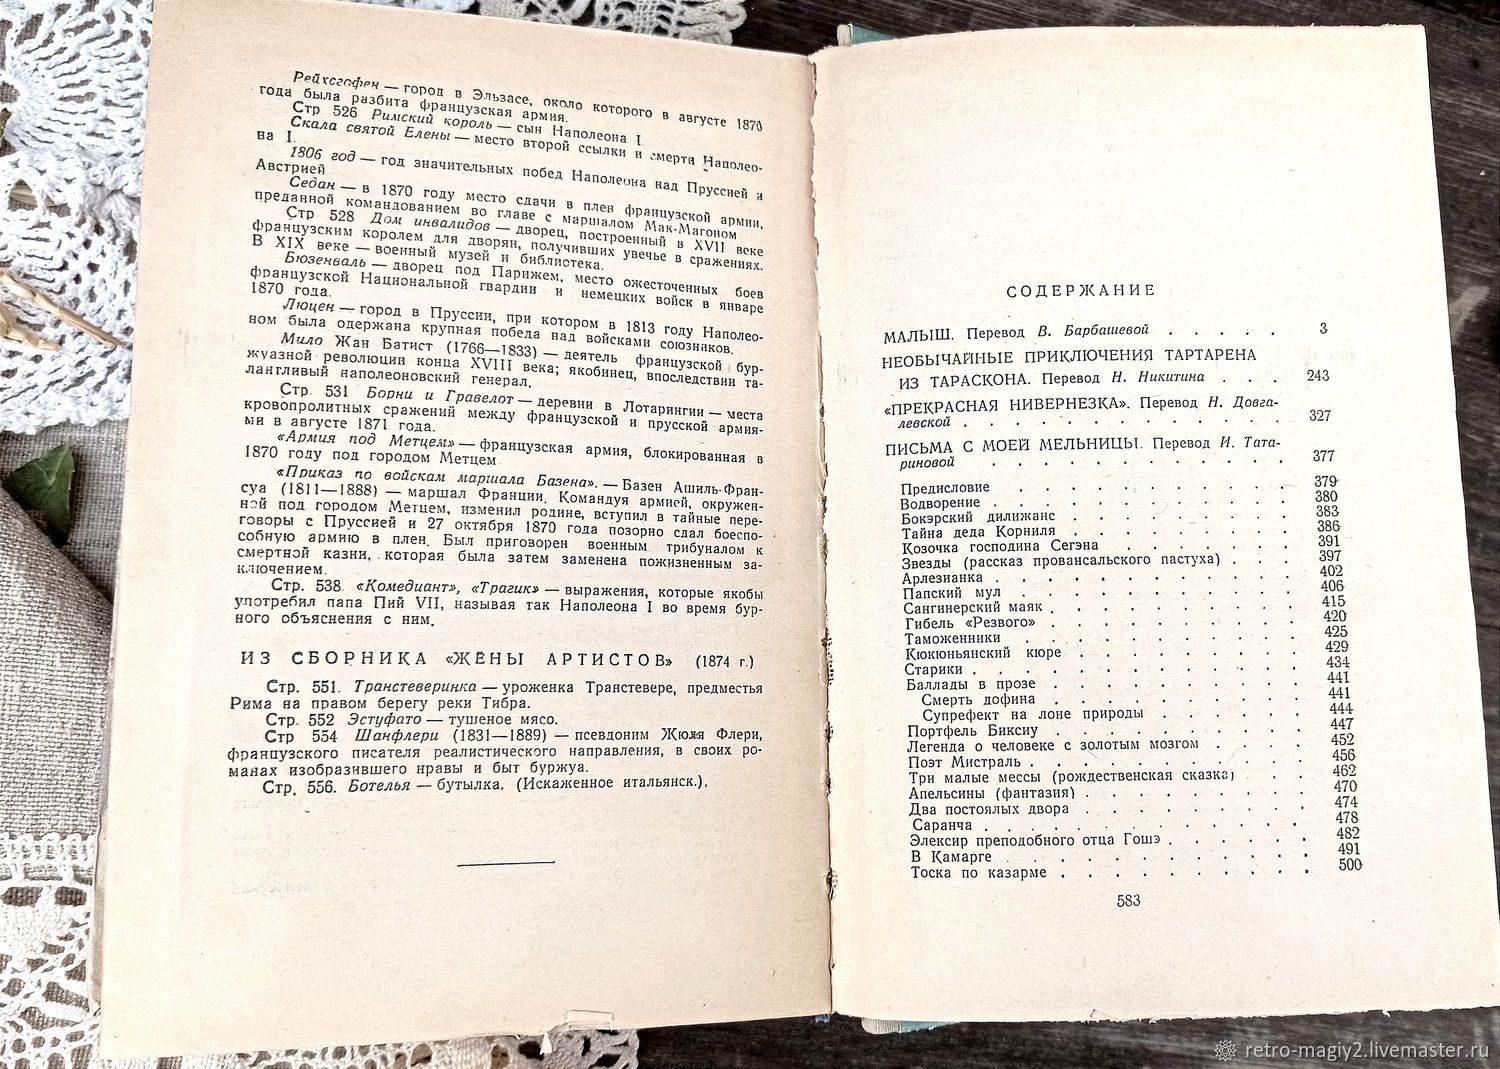 Рейхсгофен — город в Эльзасе, около которого в августе 1870
года была разбита французская армия.
Стр 526 Римский король — сын Наполеона I.
Скала святой Елены — место второй ссылки и смерти Наполео-
на I.
1806 год — год значительных побед Наполеона над Пруссией и
Австрией
Седан — в 1870 году место сдачи в плен французской армии,
преданной командованием во главе с маршалом Мак-Магоном
Стр 528 Дом инвалидов — дворец, построенный в XVII веке
французским королем для дворян, получивших увечье в сражениях.
В XIX веке — военный музей и библиотека.
Бюзенваль — дворец под Парижем, место ожесточенных боев
французской Национальной гвардии и немецких войск в январе
1870 года.
Люцен — город в Пруссии, при котором в 1813 году Наполео-
ном была одержана крупная победа над войсками союзников.
Мило Жан Батист (1766—1833) — деятель французской бур-
жуазной революции конца XVIII века; якобинец, впоследствии та-
лантливый наполеоновский генерал.
Стр. 531 Борни и Гравелот — деревни в Лотарингии — места
кровопролитных сражений между французской и прусской армия-
ми в августе 1871 года.
«Армия под Метцем» — французская армия, блокированная в
1870 году под городом Метцем
«Приказ по войскам маршала Базена». — Базен Ашиль-Фран-
суа (1811—1888) — маршал Франции. Командуя армией, окружен-
ной под городом Метцем, изменил родине, вступил в тайные пере-
говоры с Пруссией и 27 октября 1870 года позорно сдал боеспо-
собную армию в плен. Был приговорен военным трибуналом к
смертной казни, которая была затем заменена пожизненным за-
ключением.
Стр. 538. «Комедиант», «Трагик» — выражения, которые якобы
употребил папа Пий VII, называя так Наполеона I во время бур-
ного объяснения с ним.
ИЗ СБОРНИКА «ЖЁНЫ АРТИСТОВ» (1874 г.)
Стр. 551. Транстеверинка — уроженка Транстевере, предместья
Рима на правом берегу реки Тибра.
Стр. 552 Эстуфато — тушеное мясо.
Стр 554 Шанфлери (1831—1889) — псевдоним Жюля Флери,
французского писателя реалистического направления, в своих ро-
манах изобразившего нравы и быт буржуа.
Стр. 556. Ботелья — бутылка. (Искаженное итальянск.).
СОДЕРЖАНИЕ
МАЛЫШ. Перевод В. Барбашевой . . . . . 3
НЕОБЫЧАЙНЫЕ ПРИКЛЮЧЕНИЯ ТАРТАРЕНА
ИЗ ТАРАСКОНА. Перевод Н. Никитина . . . 243
«ПРЕКРАСНАЯ НИВЕРНЕЗКА». Перевод Н. Довга-
левской . . . . . . . . . . . . 327
ПИСЬМА С МОЕЙ МЕЛЬНИЦЫ. Перевод И. Тата-
риновой . . . . . . . . . . . . 377
Предисловие . . . . . . . . . . . 379
Водворение . . . . . . . . . . . 380
Бокэрский дилижанс . . . . . . . . . 383
Тайна деда Корниля . . . . . . . . . 386
Козочка господина Сегэна . . . . . . . 391
Звезды (рассказ провансальского пастуха) . . . 397
Арлезианка . . . . . . . . . . . 402
Папский мул . . . . . . . . . . . 406
Сангинерский маяк . . . . . . . . . . 415
Гибель «Резвого» . . . . . . . . . . 420
Таможенники . . . . . . . . . . . 425
Кюкюньянский кюре . . . . . . . . . 429
Старики . . . . . . . . . . . . 434
Баллады в прозе . . . . . . . . . . 441
Смерть дофина . . . . . . . . . . 441
Супрефект на лоне природы . . . . . . 444
Портфель Биксиу . . . . . . . . . . 447
Легенда о человеке с золотым мозгом . . . . 452
Поэт Мистраль . . . . . . . . . . . 456
Три малые мессы (рождественская сказка) . . . 462
Апельсины (фантазия) . . . . . . . . . 470
Два постоялых двора . . . . . . . . . 474
Саранча . . . . . . . . . . . . 478
Элексир преподобного отца Гошэ . . . . . . 482
В Камарге . . . . . . . . . . . . 491
Тоска по казарме . . . . . . . . . . 500
583
retro-magiy2.livemaster.ru